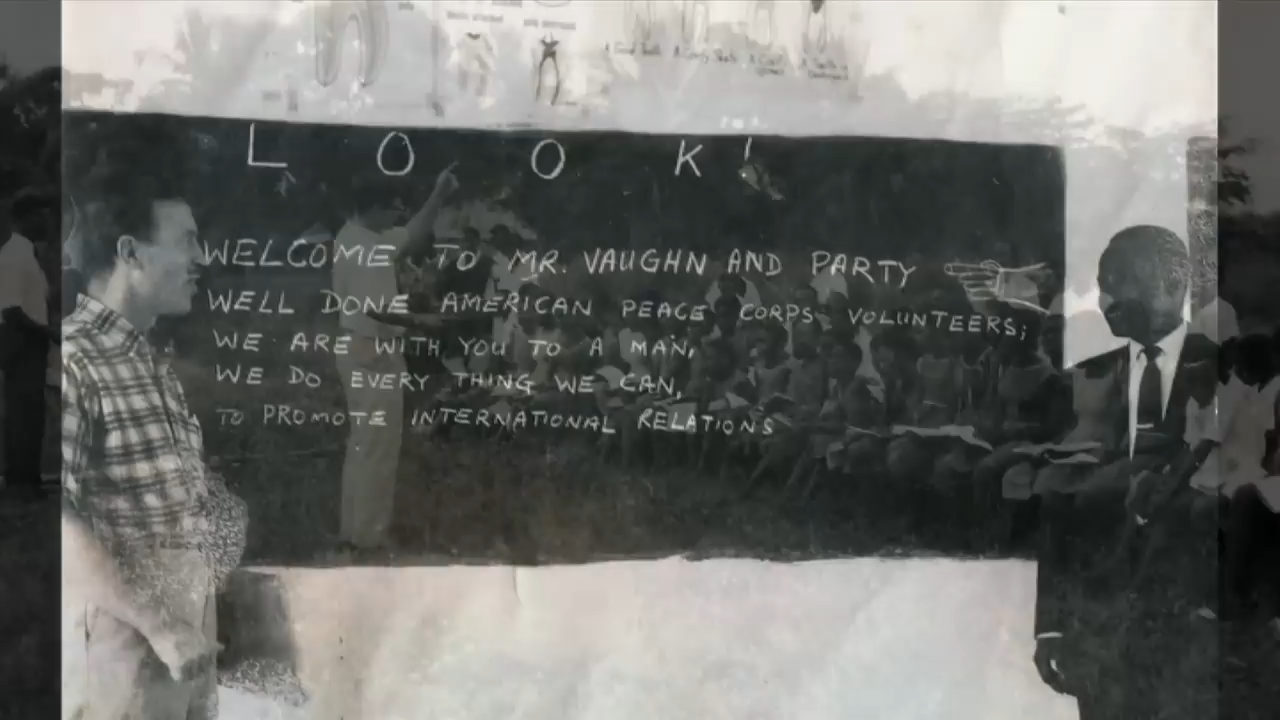 L O O K !
WELCOME TO MR. VAUGHN AND PARTY
WELL DONE AMERICAN PEACE CORPS VOLUNTEERS;
WE ARE WITH YOU TO A MAN,
WE DO EVERY THING WE CAN,
TO PROMOTE INTERNATIONAL RELATIONS